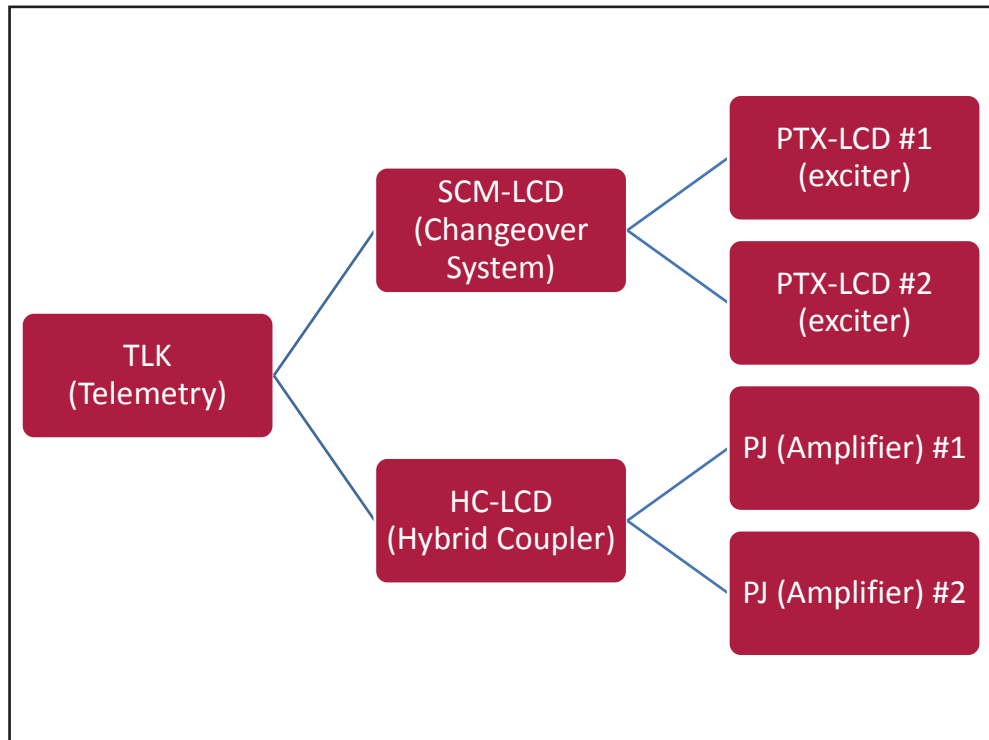 TLK
(Telemetry)
SCM-LCD
(Changeover
System)
HC-LCD
(Hybrid Coupler)
PTX-LCD #1
(exciter)
PTX-LCD #2
(exciter)
PJ (Amplifier) #1
PJ (Amplifier) #2